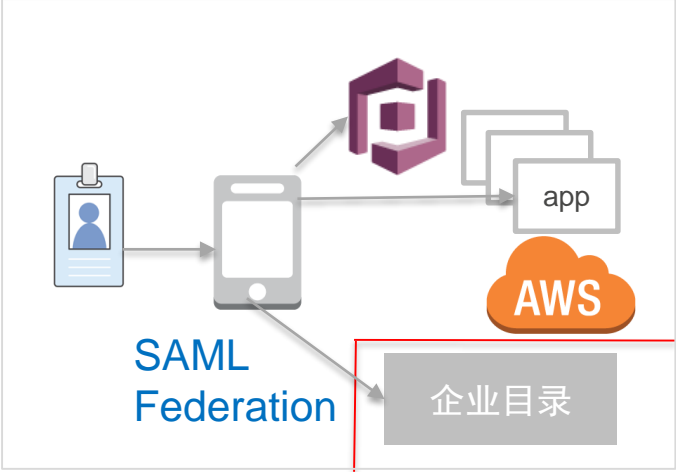 app
AWS
SAML
Federation
企业目录